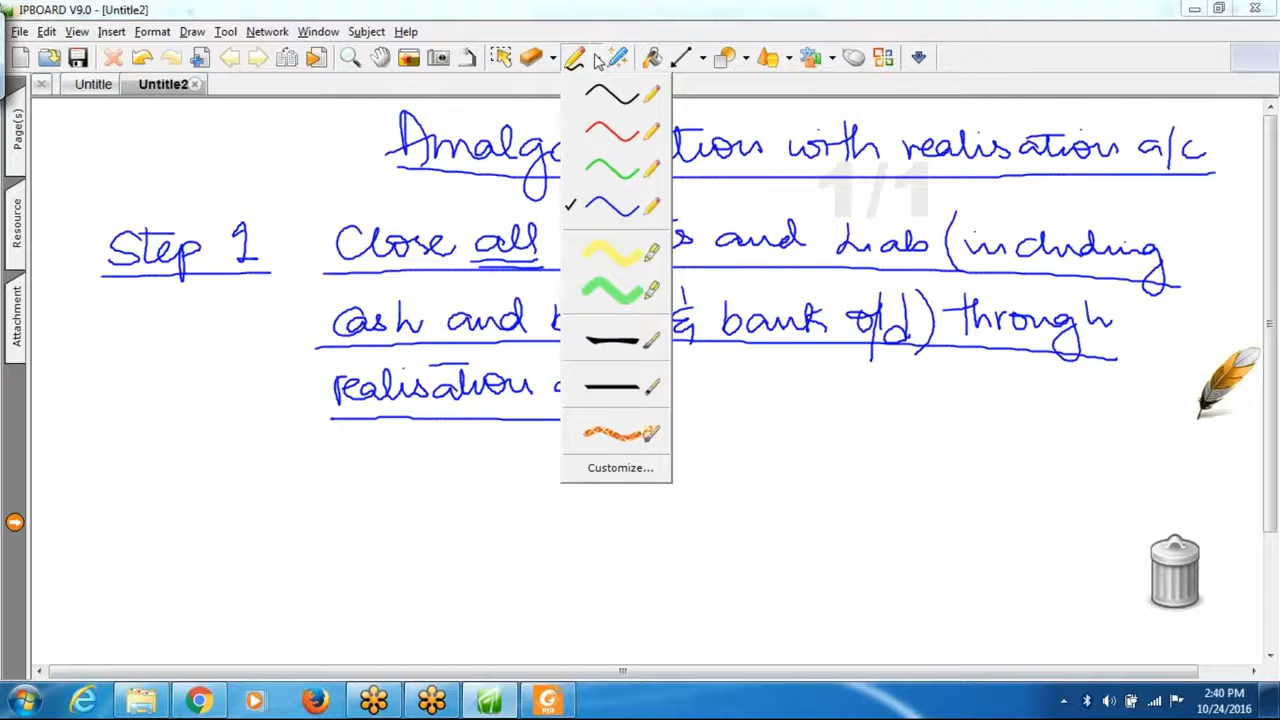 IPBOARD V9.0 - [Untitle2]
File Edit View Insert Format Draw Tool Network Window Subject Help
Untitle Untitle2
Page(s)
Resource
Attachment
1/1
Amalga tion with realisation a/c
Step 1 Close all s and Liab (including
cash and b & bank o/d) through
realisation a
Customize...
2:40 PM
10/24/2016